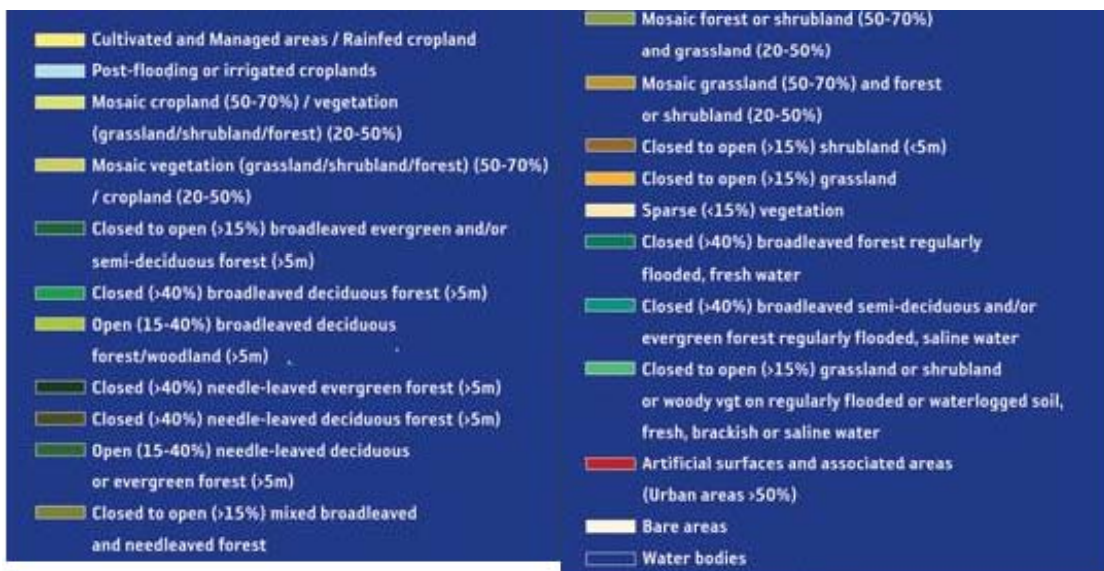 Cultivated and Managed areas / Rainfed cropland
Post-flooding or irrigated croplands
Mosaic cropland (50-70%) / vegetation
(grassland/shrubland/forest) (20-50%)
Mosaic vegetation (grassland/shrubland/forest) (50-70%)
/ cropland (20-50%)
Closed to open (>15%) broadleaved evergreen and/or
semi-deciduous forest (>5m)
Closed (>40%) broadleaved deciduous forest (>5m)
Open (15-40%) broadleaved deciduous
forest/woodland (>5m)
Closed (>40%) needle-leaved evergreen forest (>5m)
Closed (>40%) needle-leaved deciduous forest (>5m)
Open (15-40%) needle-leaved deciduous
or evergreen forest (>5m)
Closed to open (>15%) mixed broadleaved
and needleaved forest
Mosaic forest or shrubland (50-70%)
and grassland (20-50%)
Mosaic grassland (50-70%) and forest
or shrubland (20-50%)
Closed to open (>15%) shrubland (<5m)
Closed to open (>15%) grassland
Sparse (<15%) vegetation
Closed (>40%) broadleaved forest regularly
flooded, fresh water
Closed (>40%) broadleaved semi-deciduous and/or
evergreen forest regularly flooded, saline water
Closed to open (>15%) grassland or shrubland
or woody vgt on regularly flooded or waterlogged soil,
fresh, brackish or saline water
Artificial surfaces and associated areas
(Urban areas >50%)
Bare areas
Water bodies